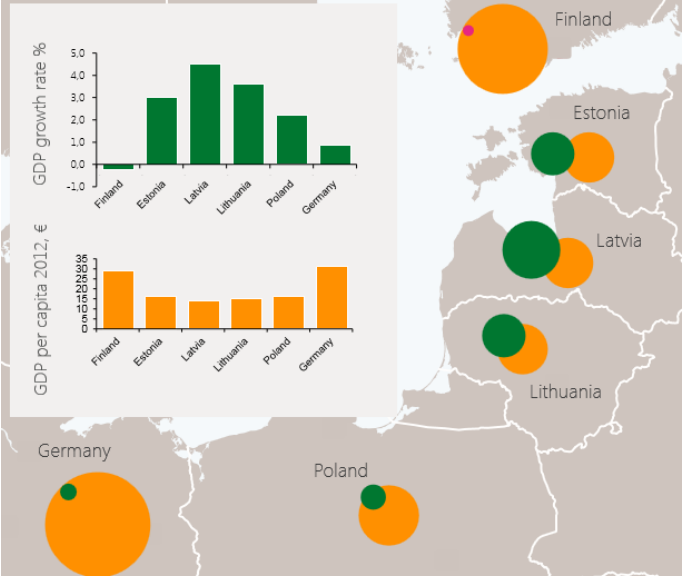 GDP growth rate %
5,0
4,0
3,0
2,0
1,0
0,0
-1,0
Finland
Estonia
Latvia
Lithuania
Poland
Germany
GDP per capita 2012, €
35
30
25
20
15
10
5
0
Finland
Estonia
Latvia
Lithuania
Poland
Germany
Finland
Estonia
Latvia
Lithuania
Germany
Poland